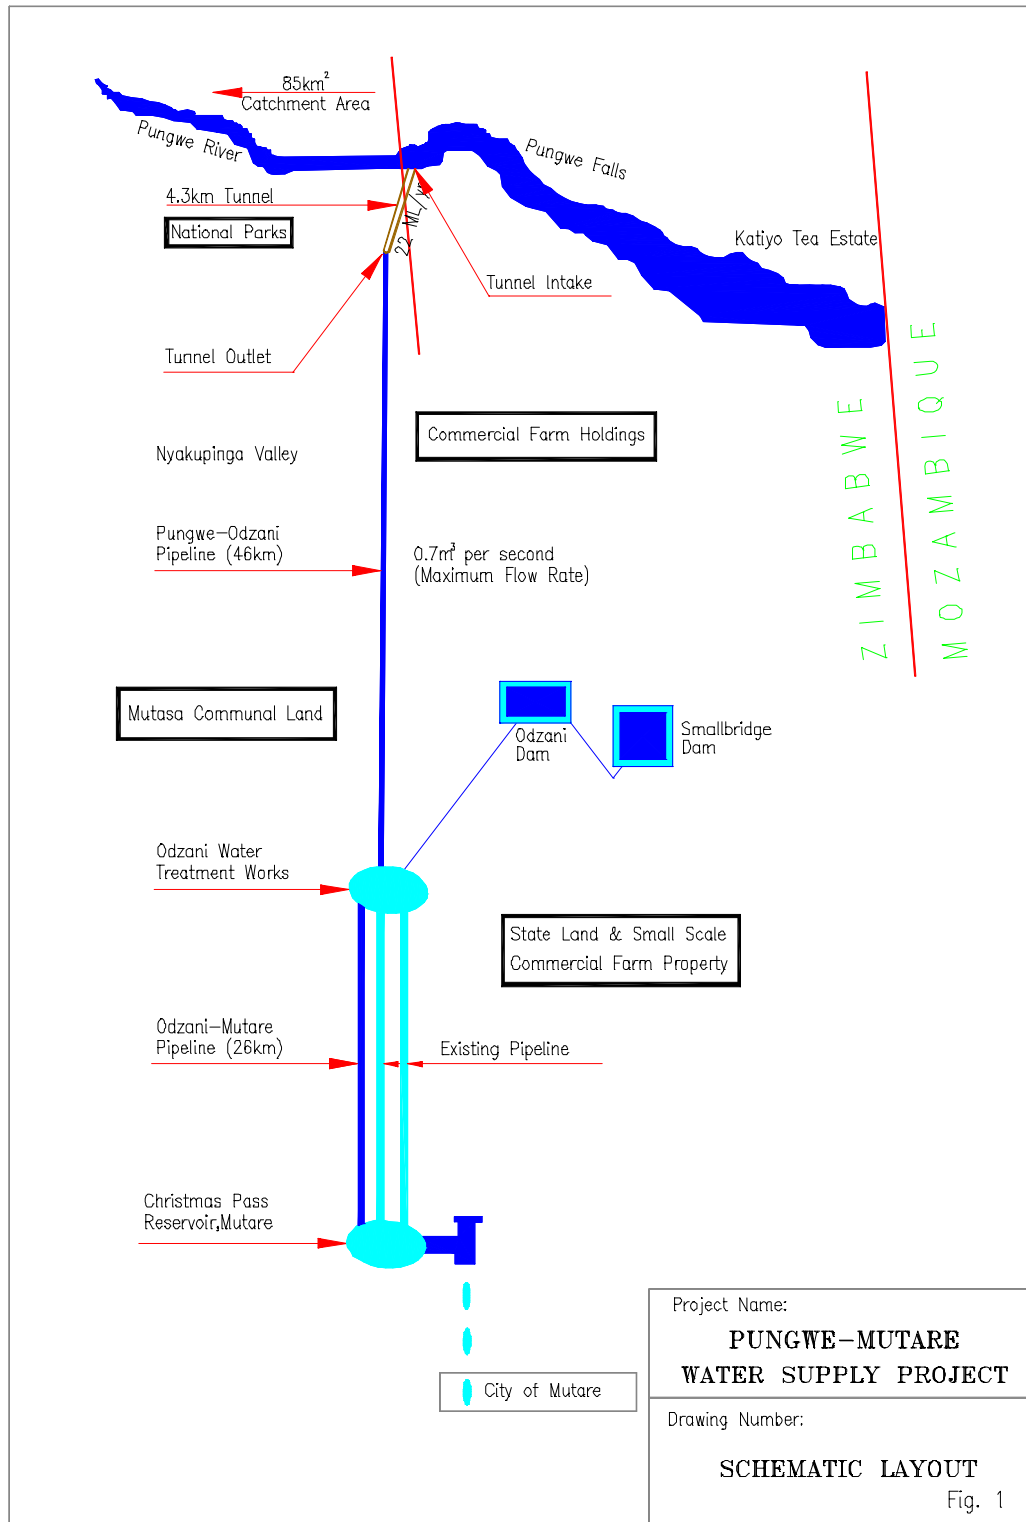 85km²
Catchment Area
Pungwe River
Pungwe Falls
4.3km Tunnel
22 ML/yr
National Parks
Katiyo Tea Estate
Tunnel Intake
Tunnel Outlet
ZIMBABWE
MOZAMBIQUE
Commercial Farm Holdings
Nyakupinga Valley
Pungwe-Odzani
Pipeline (46km)
0.7m³ per second
(Maximum Flow Rate)
Mutasa Communal Land
Odzani
Dam
Smallbridge
Dam
Odzani Water
Treatment Works
State Land & Small Scale
Commercial Farm Property
Odzani-Mutare
Pipeline (26km)
Existing Pipeline
Christmas Pass
Reservoir,Mutare
City of Mutare
Project Name:
PUNGWE-MUTARE
WATER SUPPLY PROJECT
Drawing Number:
SCHEMATIC LAYOUT
Fig. 1